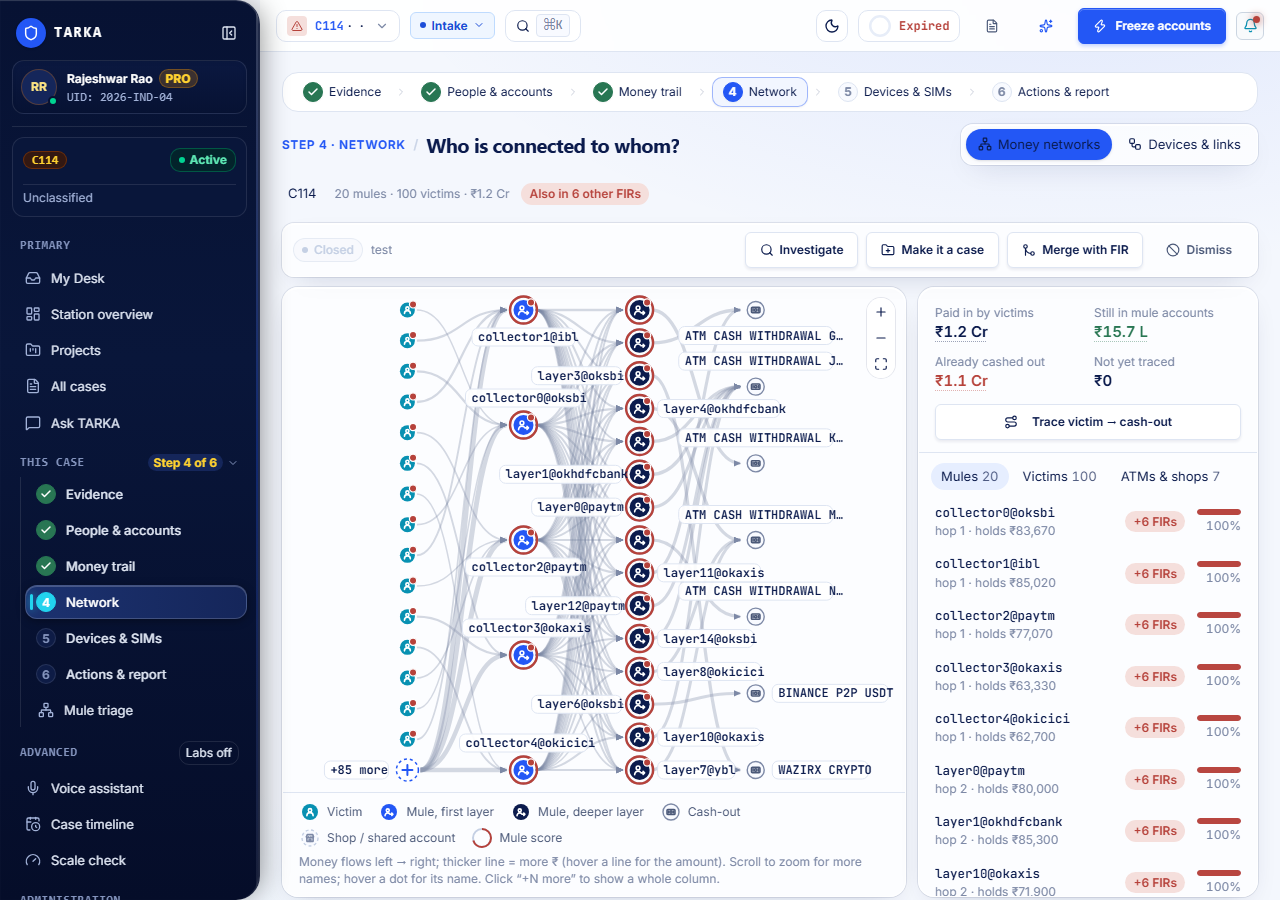 TARKA
RR
Rajeshwar Rao PRO
UID: 2026-IND-04
C114
Active
Unclassified
PRIMARY
My Desk
Station overview
Projects
All cases
Ask TARKA
THIS CASE
Step 4 of 6
Evidence
People & accounts
Money trail
4 Network
5 Devices & SIMs
6 Actions & report
Mule triage
ADVANCED
Labs off
Voice assistant
Case timeline
Scale check
C114 · ·
Intake
⌘K
Expired
Freeze accounts
Evidence
People & accounts
Money trail
4 Network
5 Devices & SIMs
6 Actions & report
STEP 4 · NETWORK / Who is connected to whom?
Money networks
Devices & links
C114 20 mules · 100 victims · ₹1.2 Cr Also in 6 other FIRs
Closed test
Investigate
Make it a case
Merge with FIR
Dismiss
collector1@ibl
ATM CASH WITHDRAWAL G…
ATM CASH WITHDRAWAL J…
layer3@oksbi
collector0@oksbi
layer4@okhdfcbank
ATM CASH WITHDRAWAL K…
layer1@okhdfcbank
layer0@paytm
ATM CASH WITHDRAWAL M…
collector2@paytm
layer11@okaxis
ATM CASH WITHDRAWAL N…
layer12@paytm
collector3@okaxis
layer14@oksbi
layer8@okicici
BINANCE P2P USDT
layer6@oksbi
layer10@okaxis
collector4@okicici
+85 more
layer7@ybl
WAZIRX CRYPTO
Victim
Mule, first layer
Mule, deeper layer
Cash-out
Shop / shared account
Mule score
Money flows left → right; thicker line = more ₹ (hover a line for the amount). Scroll to zoom for more
names; hover a dot for its name. Click “+N more” to show a whole column.
Paid in by victims
₹1.2 Cr
Still in mule accounts
₹15.7 L
Already cashed out
₹1.1 Cr
Not yet traced
₹0
Trace victim → cash-out
Mules 20
Victims 100
ATMs & shops 7
collector0@oksbi
hop 1 · holds ₹83,670
+6 FIRs
100%
collector1@ibl
hop 1 · holds ₹85,020
+6 FIRs
100%
collector2@paytm
hop 1 · holds ₹77,070
+6 FIRs
100%
collector3@okaxis
hop 1 · holds ₹63,330
+6 FIRs
100%
collector4@okicici
hop 1 · holds ₹62,700
+6 FIRs
100%
layer0@paytm
hop 2 · holds ₹80,000
+6 FIRs
100%
layer1@okhdfcbank
hop 2 · holds ₹85,300
+6 FIRs
100%
layer10@okaxis
hop 2 · holds ₹71,900
+6 FIRs
100%